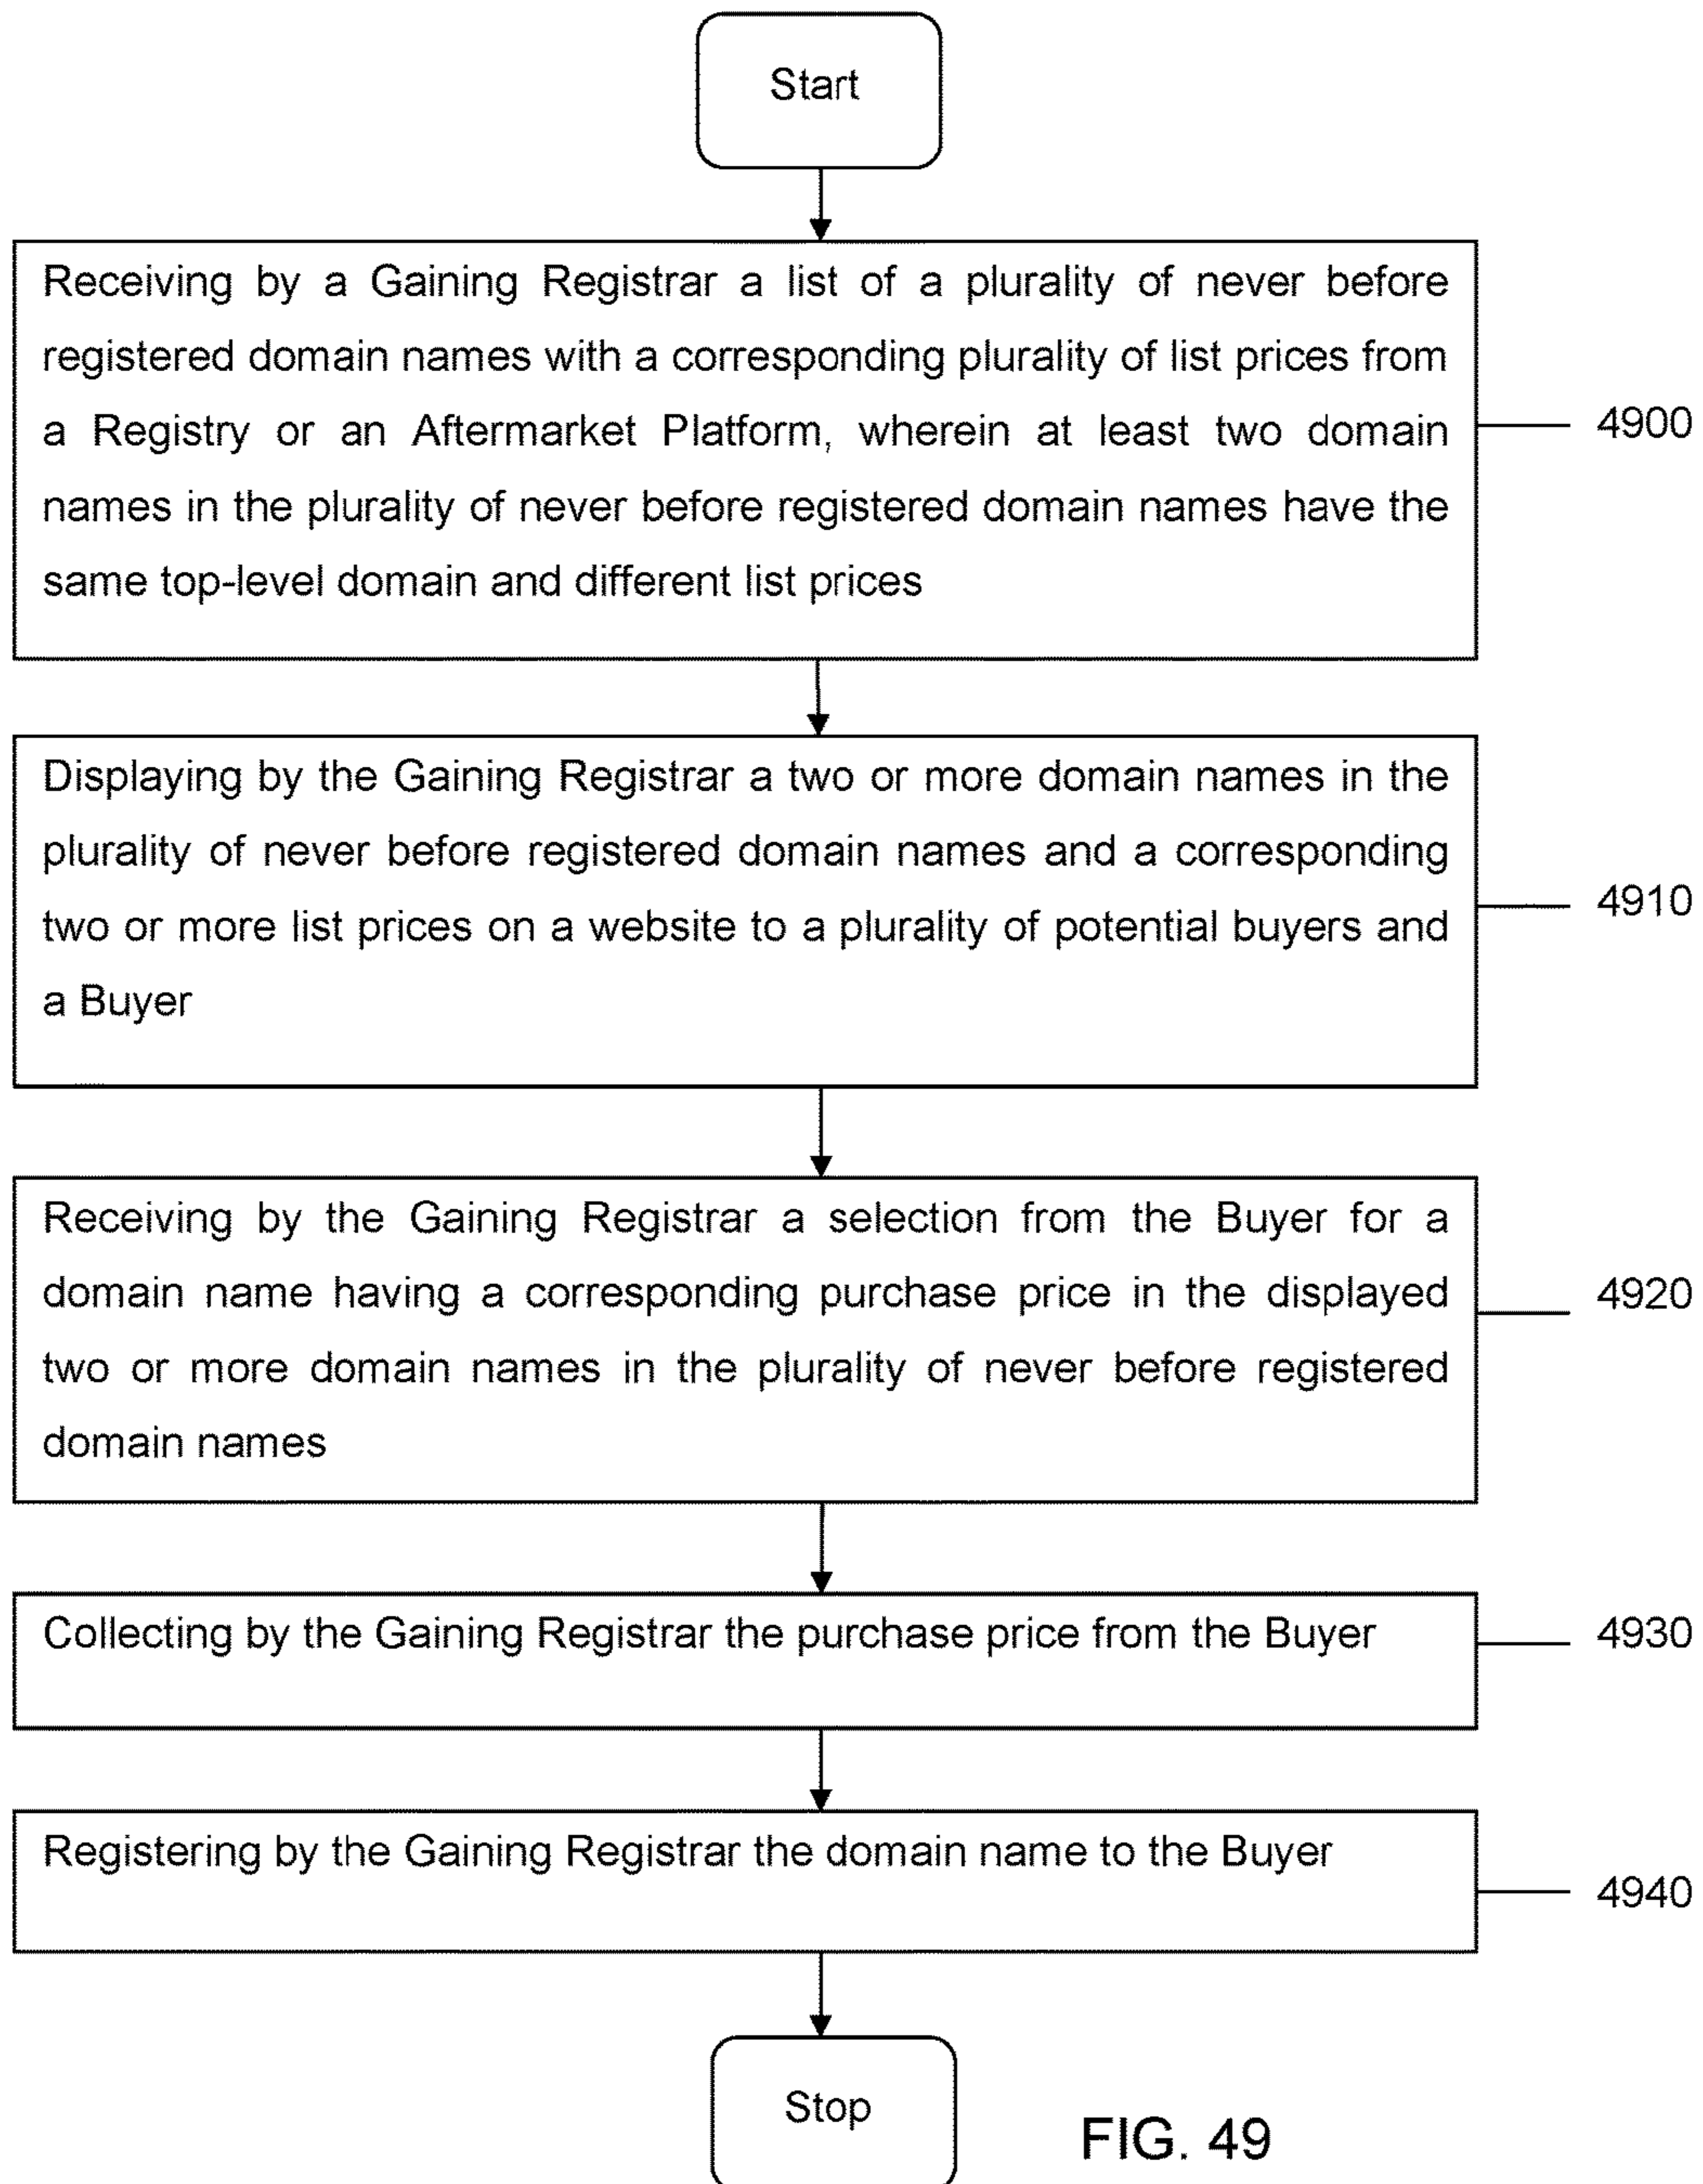 Start
Receiving by a Gaining Registrar a list of a plurality of never before
registered domain names with a corresponding plurality of list prices from
a Registry or an Aftermarket Platform, wherein at least two domain
names in the plurality of never before registered domain names have the
same top-level domain and different list prices
4900
Displaying by the Gaining Registrar a two or more domain names in the
plurality of never before registered domain names and a corresponding
two or more list prices on a website to a plurality of potential buyers and
a Buyer
4910
Receiving by the Gaining Registrar a selection from the Buyer for a
domain name having a corresponding purchase price in the displayed
two or more domain names in the plurality of never before registered
domain names
4920
Collecting by the Gaining Registrar the purchase price from the Buyer
4930
Registering by the Gaining Registrar the domain name to the Buyer
4940
Stop
FIG. 49